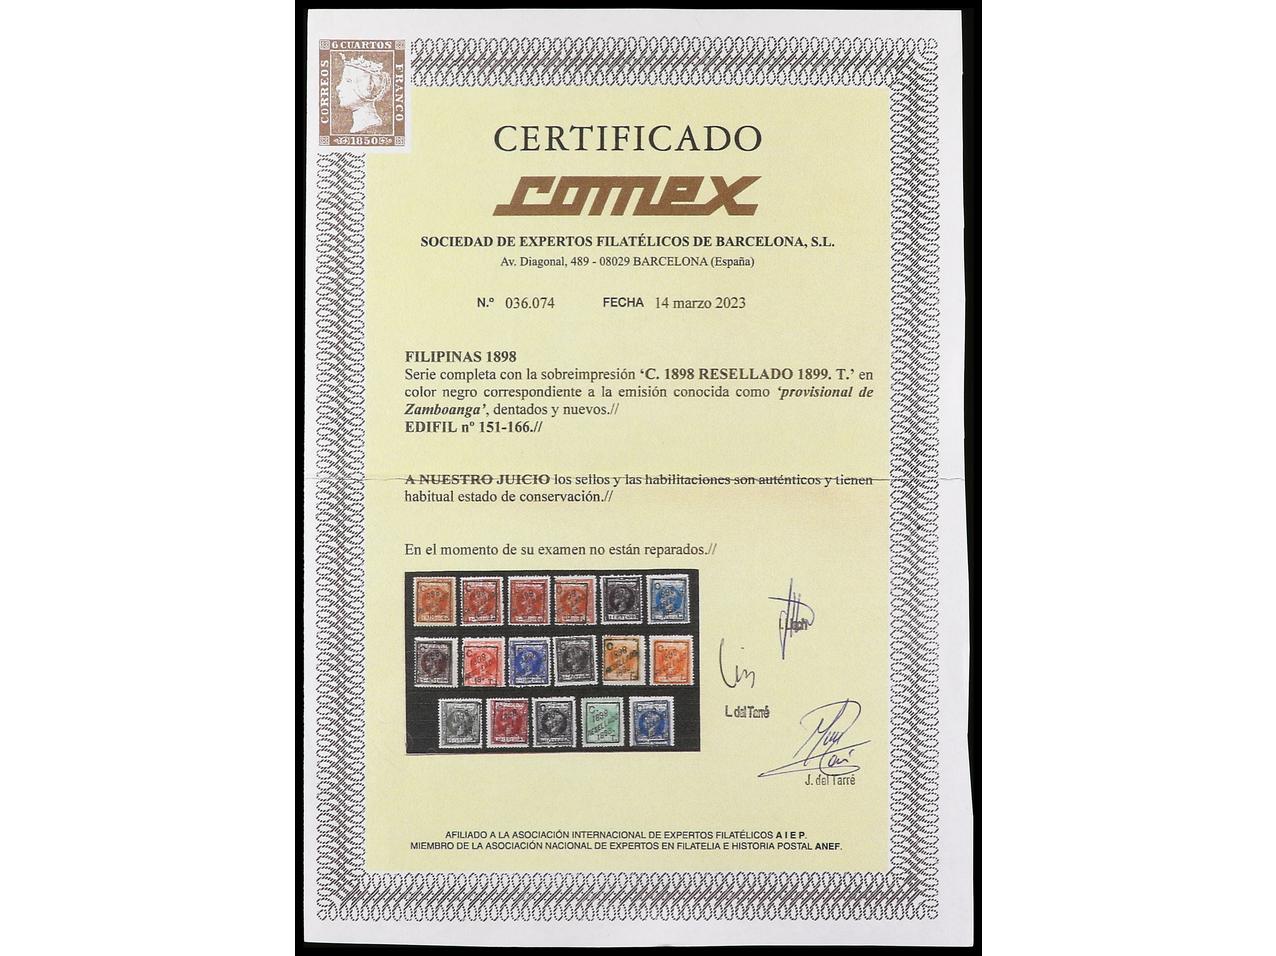 6 CUARTOS
CORREOS
FRANCO
1850
CERTIFICADO
comex
SOCIEDAD DE EXPERTOS FILATÉLICOS DE BARCELONA, S.L.
Av. Diagonal, 489 - 08029 BARCELONA (España)
N.º 036.074 FECHA 14 marzo 2023
FILIPINAS 1898
Serie completa con la sobreimpresión ‘C. 1898 RESELLADO 1899. T.’ en
color negro correspondiente a la emisión conocida como ‘provisional de
Zamboanga’, dentados y nuevos.//
EDIFIL nº 151-166.//
A NUESTRO JUICIO los sellos y las habilitaciones son auténticos y tienen
habitual estado de conservación.//
En el momento de su examen no están reparados.//
L. del Tarré
J. del Tarré
AFILIADO A LA ASOCIACIÓN INTERNACIONAL DE EXPERTOS FILATÉLICOS A I E P.
MIEMBRO DE LA ASOCIACIÓN NACIONAL DE EXPERTOS EN FILATELIA E HISTORIA POSTAL ANEF.